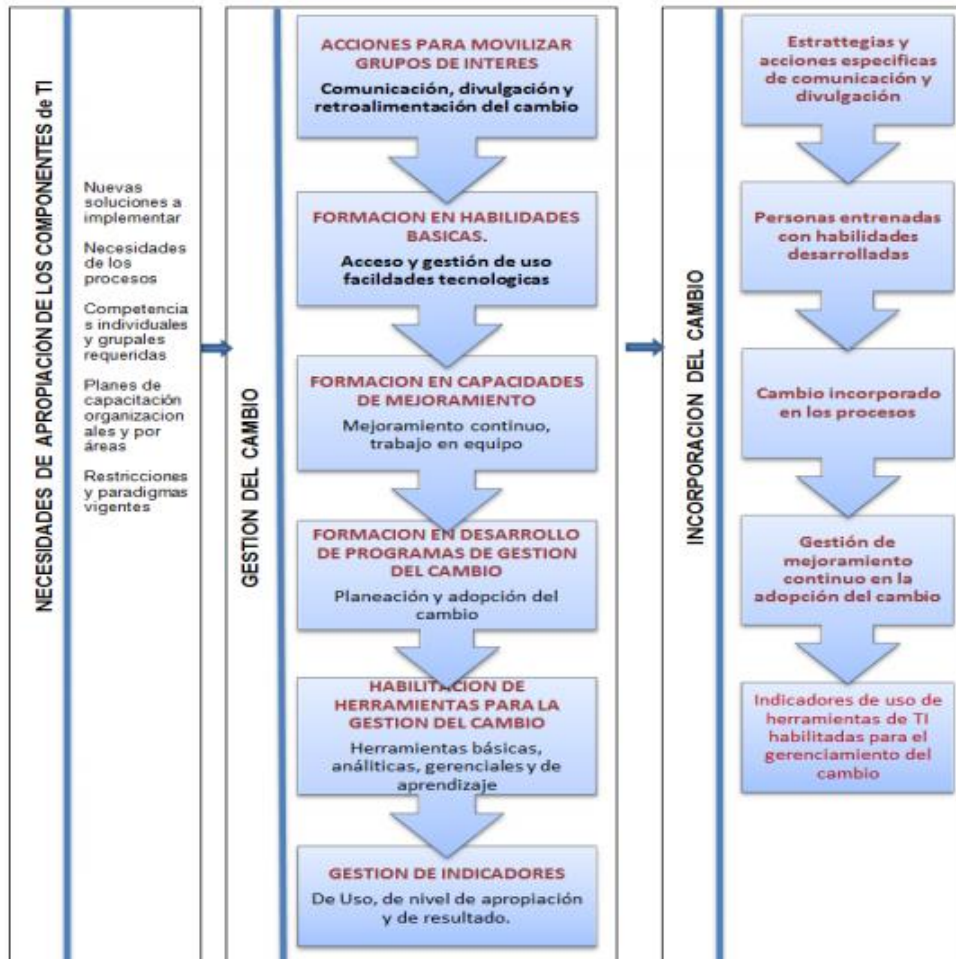 NECESIDADES DE APROPIACIÓN DE LOS COMPONENTES de TI
Nuevas
soluciones a
implementar
Necesidades
de los
procesos
Competencia
s individuales
y grupales
requeridas
Planes de
capacitación
organizacion
ales y por
áreas
Restricciones
y paradigmas
vigentes
GESTION DEL CAMBIO
ACCIONES PARA MOVILIZAR
GRUPOS DE INTERES
Comunicación, divulgación y
retroalimentación del cambio
FORMACION EN HABILIDADES
BASICAS.
Acceso y gestión de uso
facildades tecnologicas
FORMACION EN CAPACIDADES
DE MEJORAMIENTO
Mejoramiento continuo,
trabajo en equipo
FORMACION EN DESARROLLO
DE PROGRAMAS DE GESTION
DEL CAMBIO
Planeación y adopción del
cambio
HABILITACION DE
HERRAMIENTAS PARA LA
GESTION DEL CAMBIO
Herramientas básicas,
análiticas, gerenciales y de
aprendizaje
GESTION DE INDICADORES
De Uso, de nivel de apropiación
y de resultado.
INCORPORACION DEL CAMBIO
Estrattegias y
acciones especificas
de comunicación y
divulgación
Personas entrenadas
con habilidades
desarrolladas
Cambio incorporado
en los procesos
Gestión de
mejoramiento
continuo en la
adopción del cambio
Indicadores de uso de
herramientas de TI
habilitadas para el
gerenciamiento del
cambio